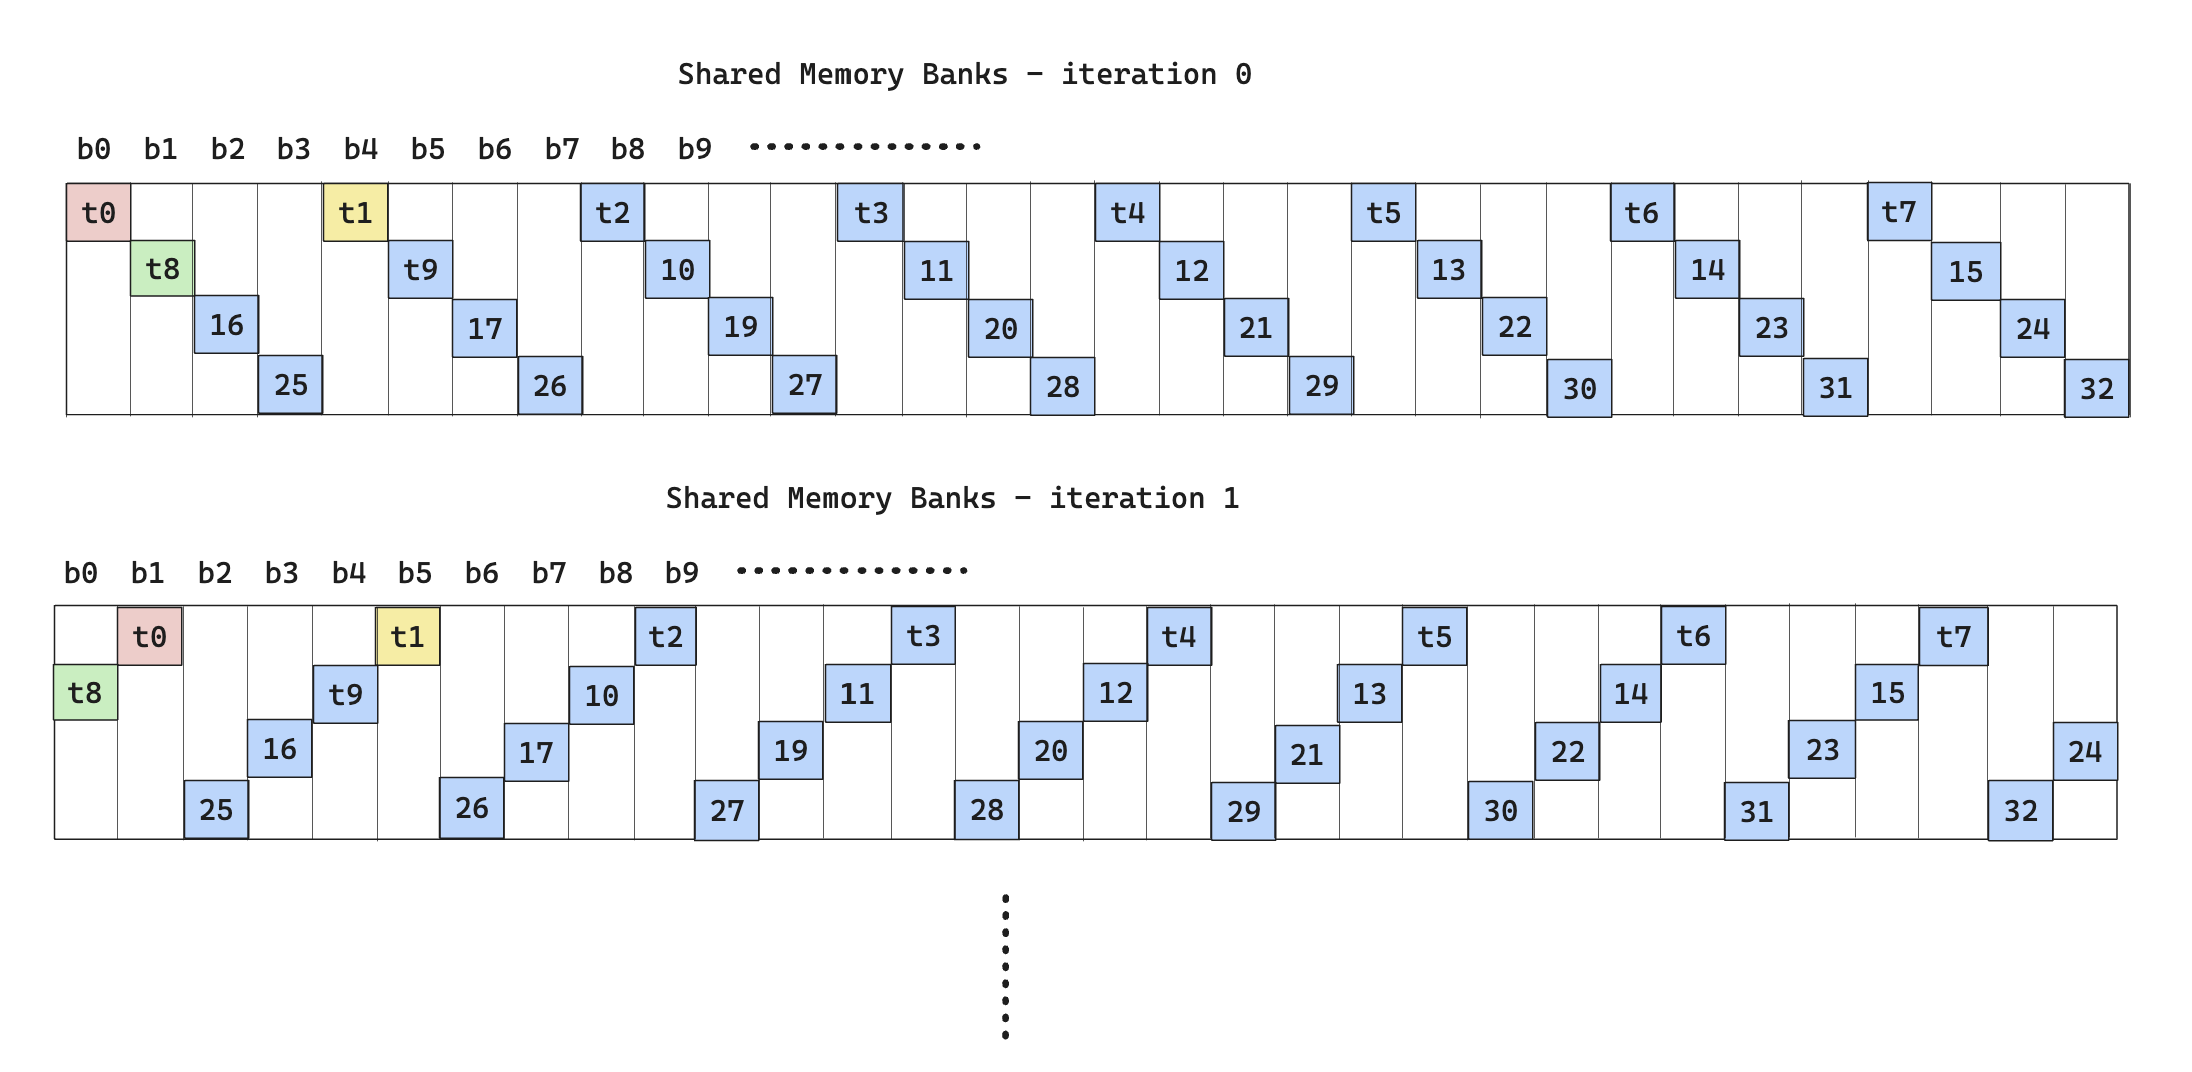 Shared Memory Banks - iteration 0
b0 b1 b2 b3 b4 b5 b6 b7 b8 b9
t0 t1 t2 t3 t4 t5 t6 t7
t8 t9 10 11 12 13 14 15
16 17 19 20 21 22 23 24
25 26 27 28 29 30 31 32
Shared Memory Banks - iteration 1
b0 b1 b2 b3 b4 b5 b6 b7 b8 b9
t0 t1 t2 t3 t4 t5 t6 t7
t8 t9 10 11 12 13 14 15
16 17 19 20 21 22 23 24
25 26 27 28 29 30 31 32